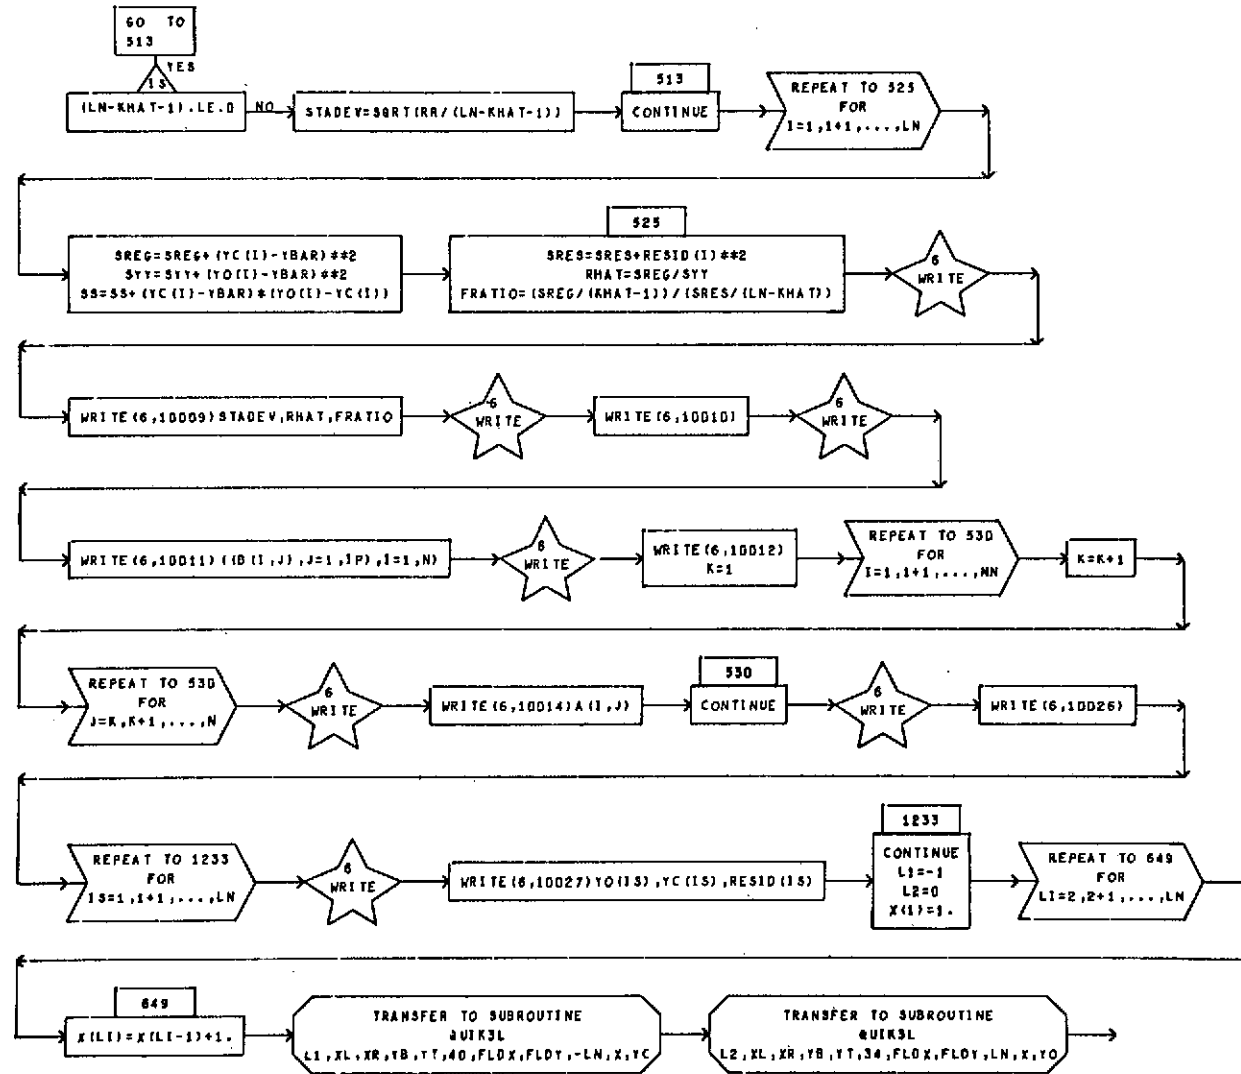 GO TO
513
YES
IS
(LN-KHAT-1).LE.0
NO
STADEV=SQRT(RR/(LN-KHAT-1))
513
CONTINUE
REPEAT TO 525
FOR
I=1,1+1,...,LN
SREG=SREG+(YC(I)-YBAR)**2
SYY=SYY+(YO(I)-YBAR)**2
SS=SS+(YC(I)-YBAR)*(YO(I)-YC(I))
525
SRES=SRES+RESID(I)**2
RHAT=SREG/SYY
FRATIO=(SREG/(KHAT-1))/(SRES/(LN-KHAT))
6
WRITE
WRITE(6,10009)STADEV,RHAT,FRATIO
6
WRITE
WRITE(6,10010)
6
WRITE
WRITE(6,10011)((B(I,J),J=1,IP),I=1,N)
6
WRITE
WRITE(6,10012)
K=1
REPEAT TO 530
FOR
I=1,1+1,...,NN
K=K+1
REPEAT TO 530
FOR
J=K,K+1,...,N
6
WRITE
WRITE(6,10014)A(I,J)
530
CONTINUE
6
WRITE
WRITE(6,10026)
REPEAT TO 1233
FOR
IS=1,1+1,...,LN
6
WRITE
WRITE(6,10027)YO(IS),YC(IS),RESID(IS)
1233
CONTINUE
L1=-1
L2=0
X(1)=1.
REPEAT TO 649
FOR
LI=2,2+1,...,LN
649
X(LI)=X(LI-1)+1.
TRANSFER TO SUBROUTINE
QUIK3L
L1,XL,XR,YB,YT,40,FLDX,FLDY,-LN,X,YC
TRANSFER TO SUBROUTINE
QUIK3L
L2,XL,XR,YB,YT,34,FLDX,FLDY,LN,X,YO